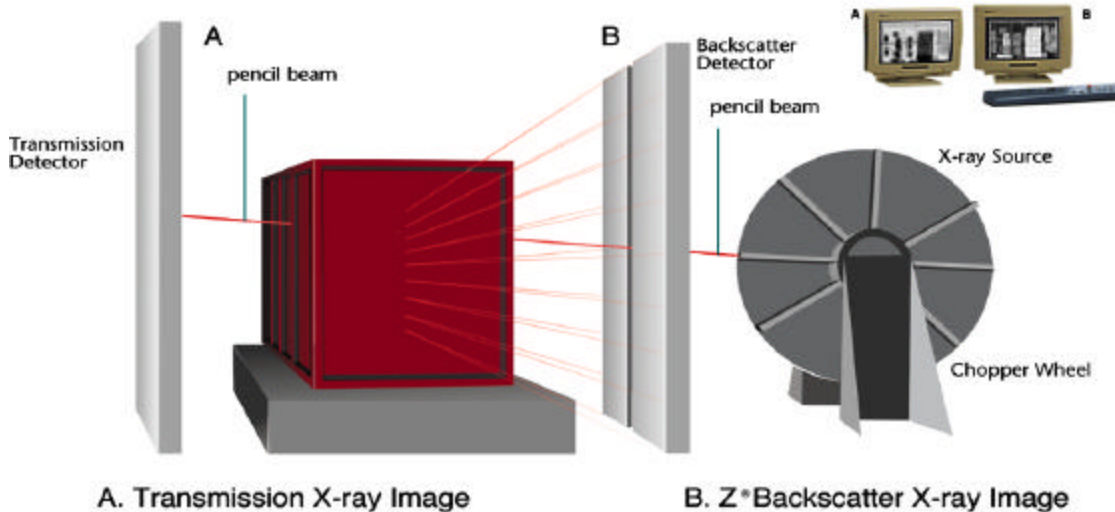 A
B
A
B
Backscatter
Detector
pencil beam
pencil beam
Transmission
Detector
X-ray Source
Chopper Wheel
A. Transmission X-ray Image
B. Z®Backscatter X-ray Image